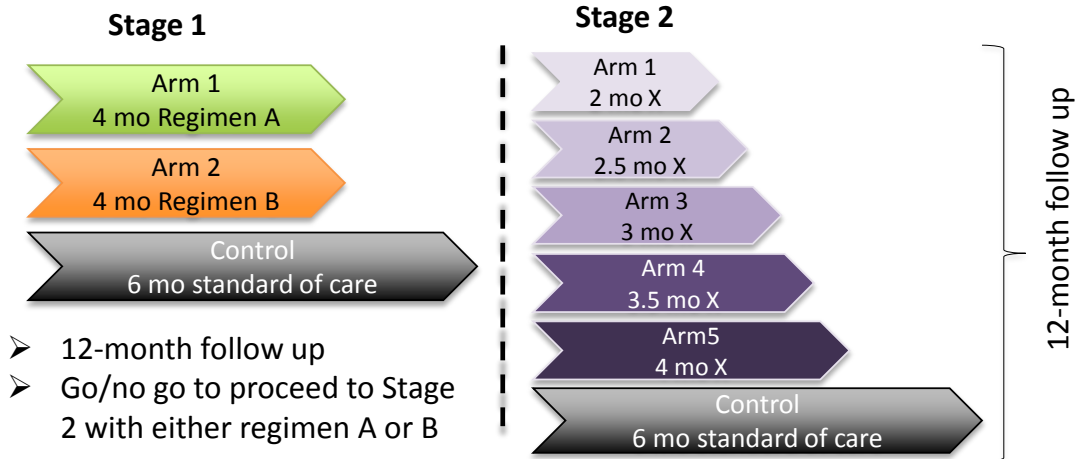 Stage 1
Arm 1
4 mo Regimen A
Arm 2
4 mo Regimen B
Control
6 mo standard of care
➢ 12-month follow up
➢ Go/no go to proceed to Stage
2 with either regimen A or B
Stage 2
Arm 1
2 mo X
Arm 2
2.5 mo X
Arm 3
3 mo X
Arm 4
3.5 mo X
Arm5
4 mo X
Control
6 mo standard of care
12-month follow up